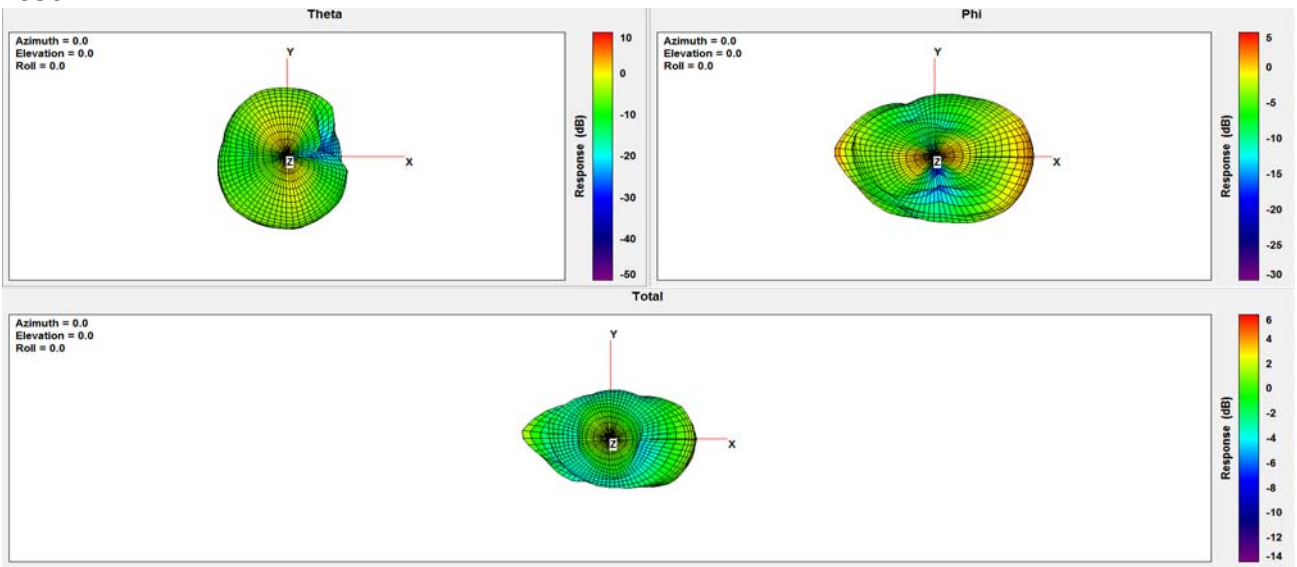 Theta
Azimuth = 0.0
Elevation = 0.0
Roll = 0.0
Y
X
Z
Response (dB)
10
0
-10
-20
-30
-40
-50
Phi
Azimuth = 0.0
Elevation = 0.0
Roll = 0.0
Y
X
Z
Response (dB)
5
0
-5
-10
-15
-20
-25
-30
Total
Azimuth = 0.0
Elevation = 0.0
Roll = 0.0
Y
X
Z
Response (dB)
6
4
2
0
-2
-4
-6
-8
-10
-12
-14